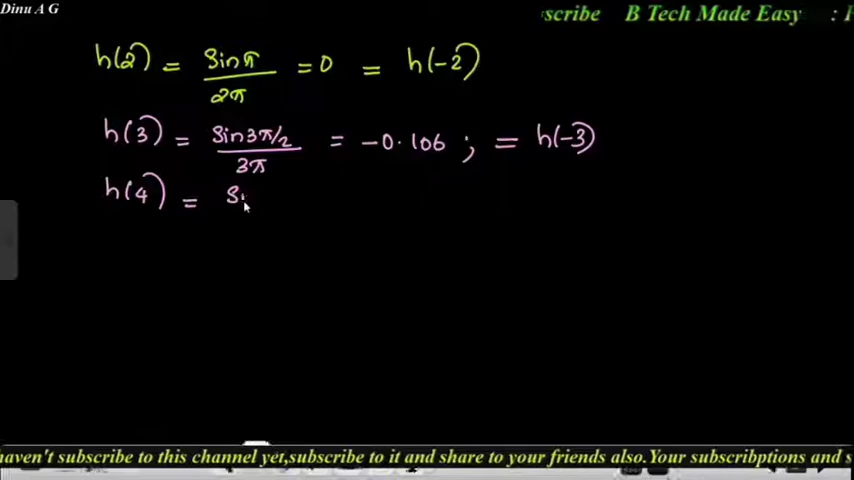 Dinu A G
scribe B Tech Made Easy :
h(2) = Sinπ/2π = 0 = h(-2)
h(3) = Sin3π/2/3π = -0.106 ; = h(-3)
h(4) = S
haven't subscribe to this channel yet,subscribe to it and share to your friends also.Your subscribptions and s